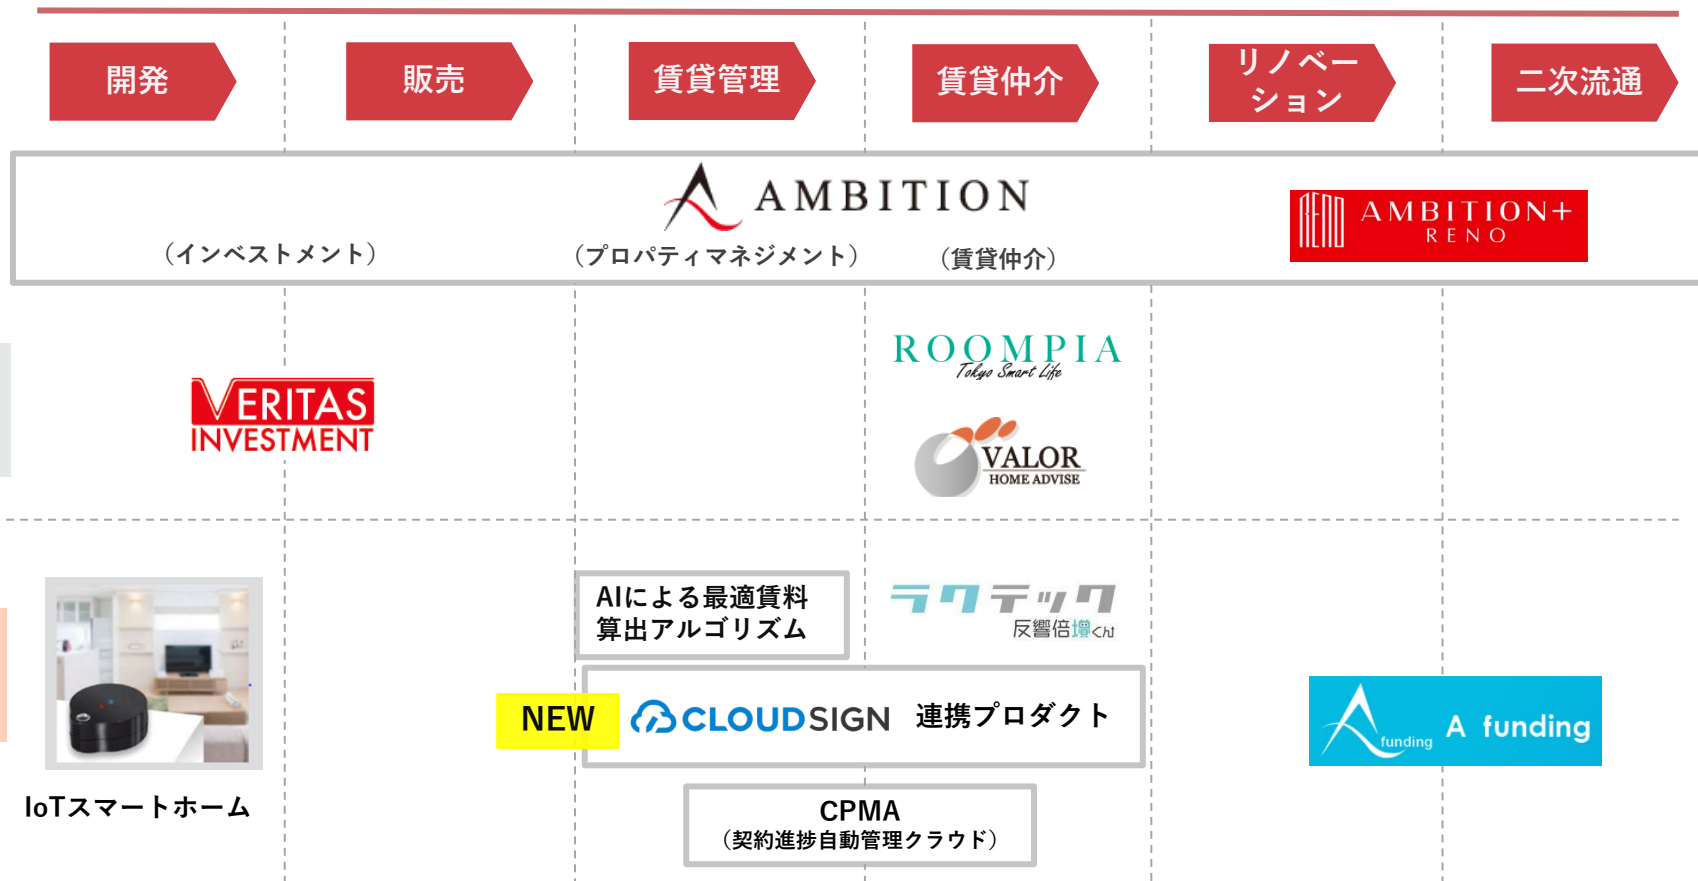 開発
販売
賃貸管理
賃貸仲介
リノベー
ション
二次流通
AMBITION
(インベストメント)
(プロパティマネジメント)
(賃貸仲介)
RENO
AMBITION+
RENO
VERITAS
INVESTMENT
ROOMPIA
Tokyo Smart Life
VALOR
HOME ADVISE
IoTスマートホーム
AIによる最適賃料
算出アルゴリズム
ラクテック
反響倍増くん
NEW
CLOUDSIGN 連携プロダクト
CPMA
(契約進捗自動管理クラウド)
funding
A funding